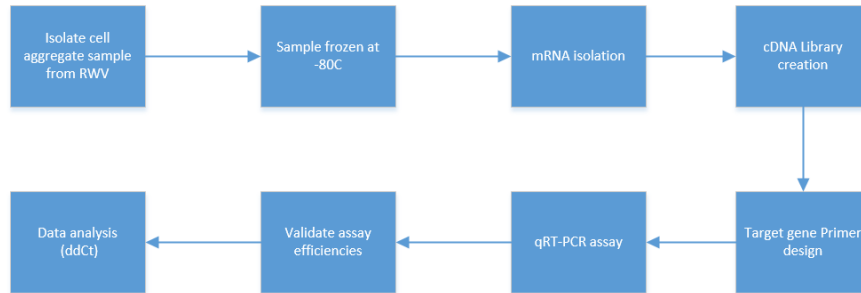 Isolate cell
aggregate sample
from RWV
Sample frozen at
-80C
mRNA isolation
cDNA Library
creation
Target gene Primer
design
qRT-PCR assay
Validate assay
efficiencies
Data analysis
(ddCt)